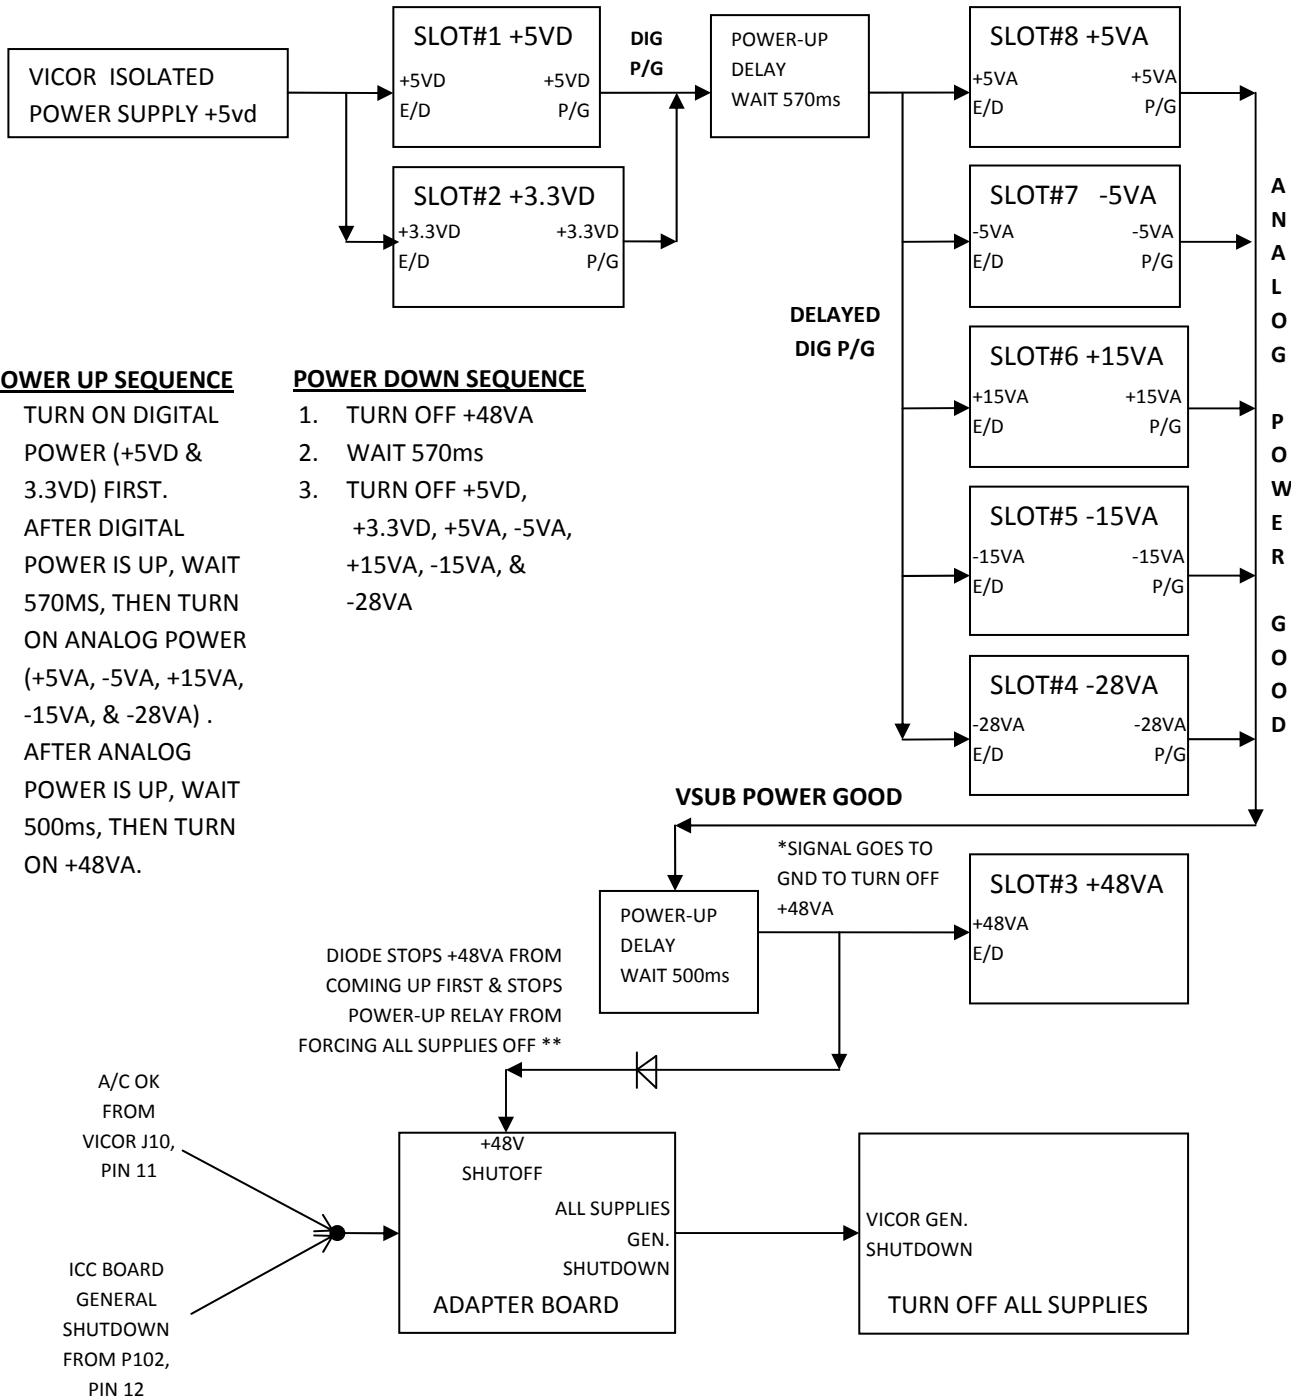 VICOR ISOLATED
POWER SUPPLY +5vd
SLOT#1 +5VD
+5VD +5VD
E/D P/G
DIG
P/G
SLOT#2 +3.3VD
+3.3VD +3.3VD
E/D P/G
POWER-UP
DELAY
WAIT 570ms
SLOT#8 +5VA
+5VA +5VA
E/D P/G
SLOT#7 -5VA
-5VA -5VA
E/D P/G
DELAYED
DIG P/G
SLOT#6 +15VA
+15VA +15VA
E/D P/G
SLOT#5 -15VA
-15VA -15VA
E/D P/G
SLOT#4 -28VA
-28VA -28VA
E/D P/G
ANALOG POWER GOOD
OWER UP SEQUENCE
TURN ON DIGITAL
POWER (+5VD &
3.3VD) FIRST.
AFTER DIGITAL
POWER IS UP, WAIT
570MS, THEN TURN
ON ANALOG POWER
(+5VA, -5VA, +15VA,
-15VA, & -28VA) .
AFTER ANALOG
POWER IS UP, WAIT
500ms, THEN TURN
ON +48VA.
POWER DOWN SEQUENCE
1. TURN OFF +48VA
2. WAIT 570ms
3. TURN OFF +5VD,
+3.3VD, +5VA, -5VA,
+15VA, -15VA, &
-28VA
VSUB POWER GOOD
*SIGNAL GOES TO
GND TO TURN OFF
+48VA
POWER-UP
DELAY
WAIT 500ms
SLOT#3 +48VA
+48VA
E/D
DIODE STOPS +48VA FROM
COMING UP FIRST & STOPS
POWER-UP RELAY FROM
FORCING ALL SUPPLIES OFF **
A/C OK
FROM
VICOR J10,
PIN 11
ICC BOARD
GENERAL
SHUTDOWN
FROM P102,
PIN 12
+48V
SHUTOFF
ALL SUPPLIES
GEN.
SHUTDOWN
ADAPTER BOARD
VICOR GEN.
SHUTDOWN
TURN OFF ALL SUPPLIES